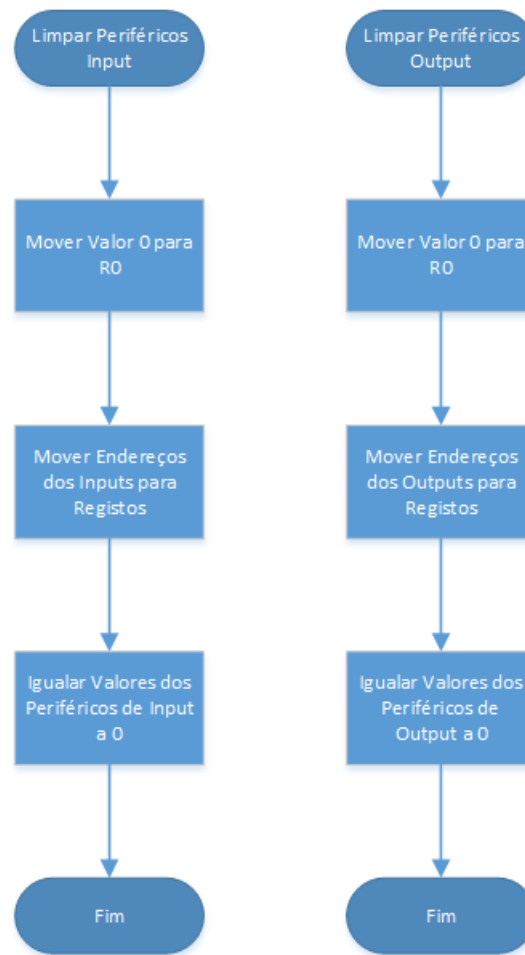 Limpar Periféricos
Input
Mover Valor 0 para
R0
Mover Endereços
dos Inputs para
Registos
Igualar Valores dos
Periféricos de Input
a 0
Fim
Limpar Periféricos
Output
Mover Valor 0 para
R0
Mover Endereços
dos Outputs para
Registos
Igualar Valores dos
Periféricos de
Output a 0
Fim